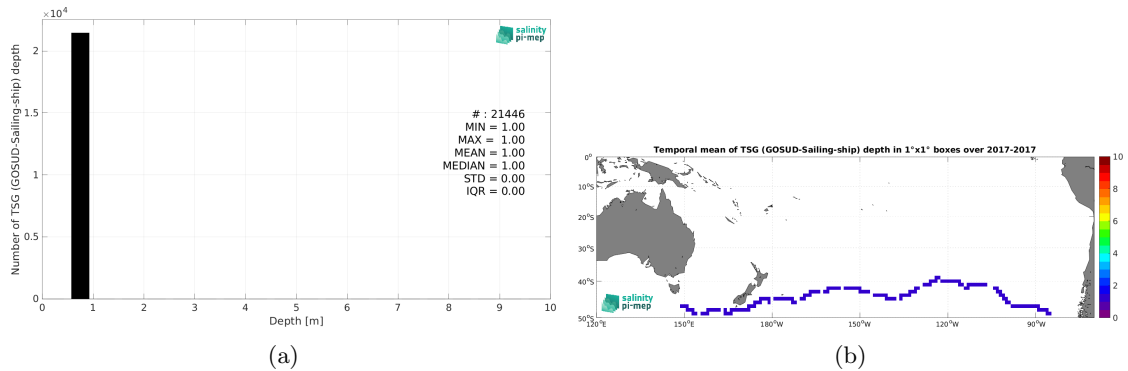 ×10⁴
2
1.5
1
0.5
0
Number of TSG (GOSUD-Sailing-ship) depth
salinity
pi-mep
# : 21446
MIN = 1.00
MAX = 1.00
MEAN = 1.00
MEDIAN = 1.00
STD = 0.00
IQR = 0.00
0 1 2 3 4 5 6 7 8 9 10
Depth [m]
(a)
Temporal mean of TSG (GOSUD-Sailing-ship) depth in 1°x1° boxes over 2017-2017
0°
10°S
20°S
30°S
40°S
50°S
salinity
pi-mep
120°E 150°E 180°W 150°W 120°W 90°W
10
8
6
4
2
0
(b)